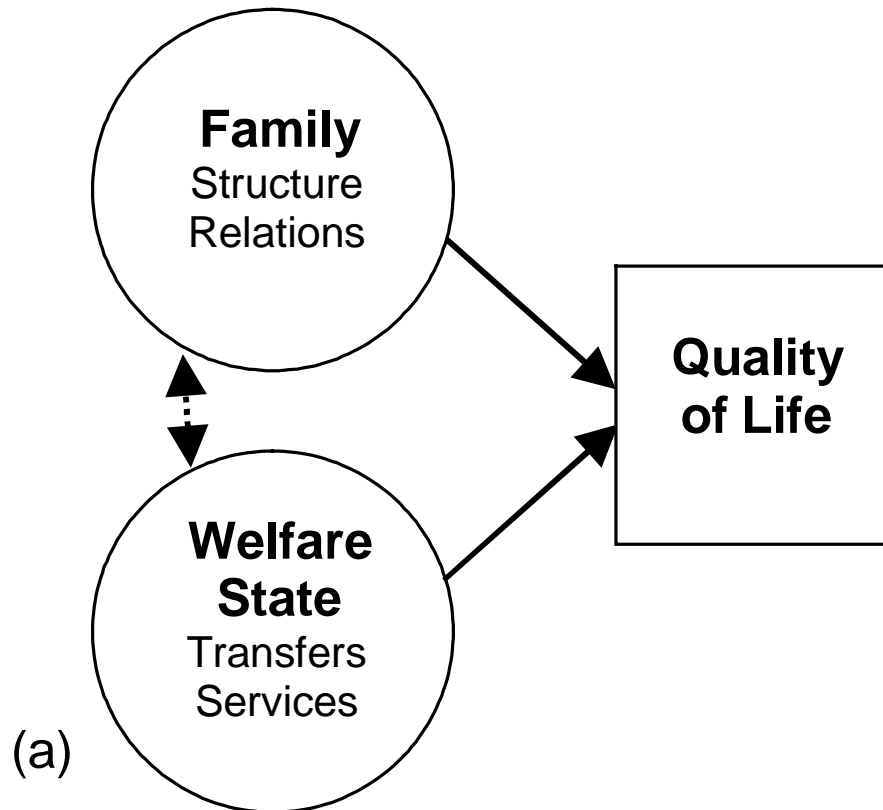 Family
Structure
Relations
Quality
of Life
Welfare
State
Transfers
Services
(a)